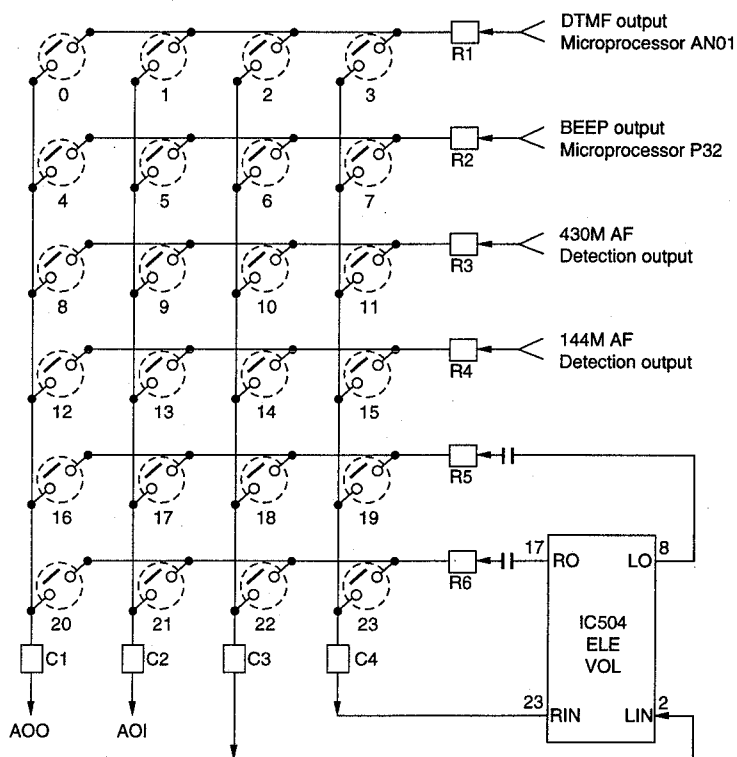 DTMF output
Microprocessor AN01
R1
0 1 2 3
BEEP output
Microprocessor P32
R2
4 5 6 7
430M AF
Detection output
R3
8 9 10 11
144M AF
Detection output
R4
12 13 14 15
R5
16 17 18 19
17 RO LO 8
R6
20 21 22 23
IC504
ELE
VOL
C1 C2 C3 C4
23 RIN LIN 2
AOO AOI